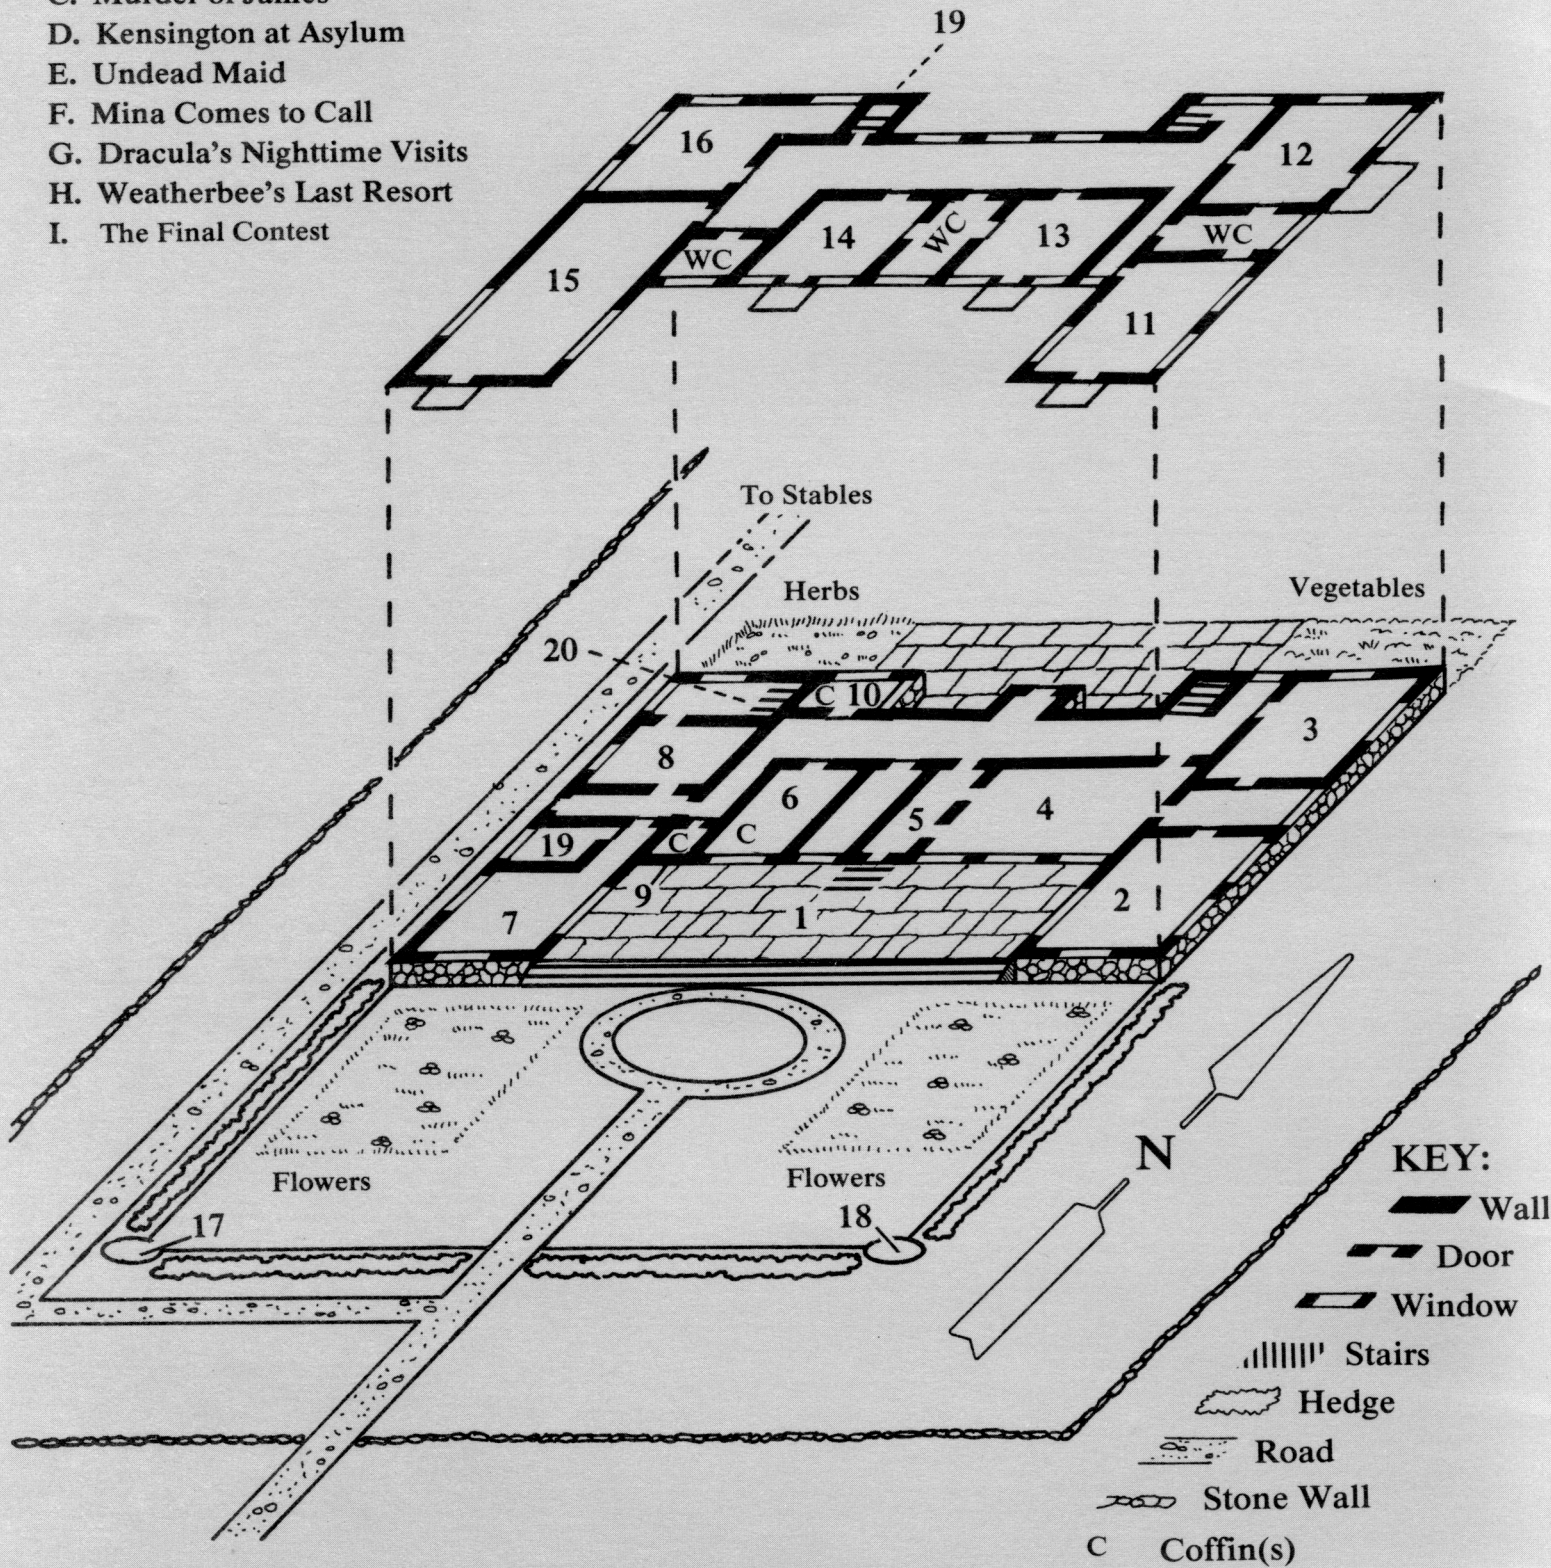 C. Murder of James
D. Kensington at Asylum
E. Undead Maid
F. Mina Comes to Call
G. Dracula's Nighttime Visits
H. Weatherbee's Last Resort
I. The Final Contest
19
16
12
14
WC
13
WC
WC
15
11
To Stables
Herbs
Vegetables
20
C 10
3
8
6
4
5
C
19
C
9
2
7
1
Flowers
Flowers
17
18
N
KEY:
Wall
Door
Window
Stairs
Hedge
Road
Stone Wall
C Coffin(s)